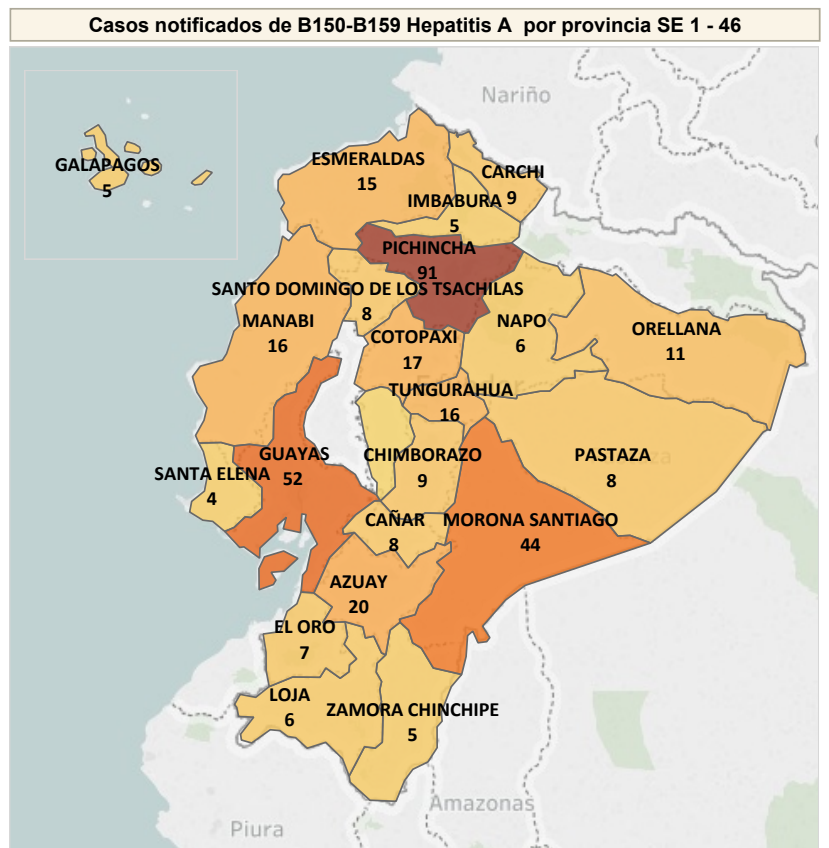 Casos notificados de B150-B159 Hepatitis A por provincia SE 1 - 46
Nariño
GALAPAGOS
5
ESMERALDAS
15
CARCHI
9
IMBABURA
5
PICHINCHA
91
SANTO DOMINGO DE LOS TSACHILAS
8
MANABI
16
COTOPAXI
17
NAPO
6
ORELLANA
11
TUNGURAHUA
16
GUAYAS
52
CHIMBORAZO
9
PASTAZA
8
SANTA ELENA
4
CAÑAR
8
MORONA SANTIAGO
44
AZUAY
20
EL ORO
7
LOJA
6
ZAMORA CHINCHIPE
5
Amazonas
Piura